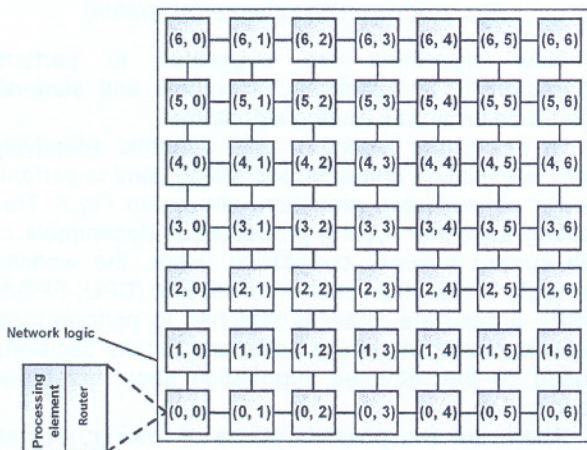 (6, 0) (6, 1) (6, 2) (6, 3) (6, 4) (6, 5) (6, 6)
(5, 0) (5, 1) (5, 2) (5, 3) (5, 4) (5, 5) (5, 6)
(4, 0) (4, 1) (4, 2) (4, 3) (4, 4) (4, 5) (4, 6)
(3, 0) (3, 1) (3, 2) (3, 3) (3, 4) (3, 5) (3, 6)
(2, 0) (2, 1) (2, 2) (2, 3) (2, 4) (2, 5) (2, 6)
Network logic
(1, 0) (1, 1) (1, 2) (1, 3) (1, 4) (1, 5) (1, 6)
(0, 0) (0, 1) (0, 2) (0, 3) (0, 4) (0, 5) (0, 6)
Processing
element
Router